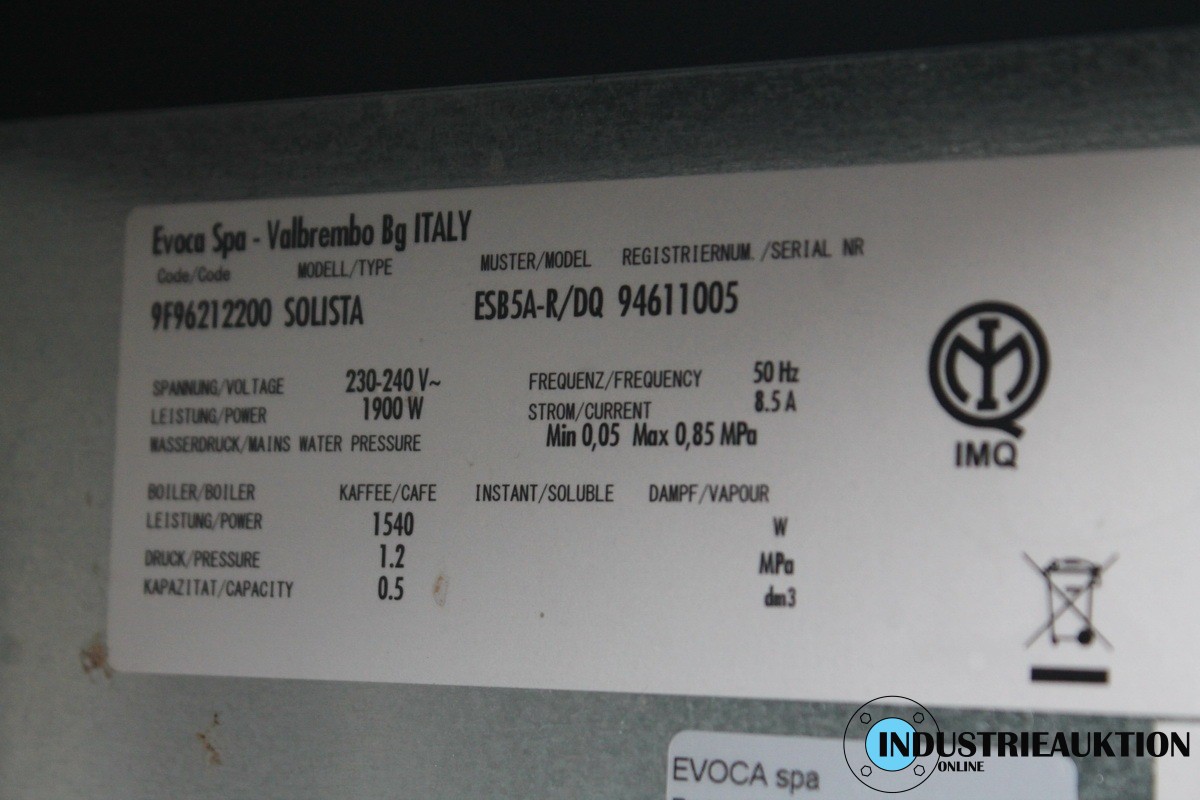 Evoca Spa - Valbrembo Bg ITALY
Code/Code MODELL/TYPE MUSTER/MODEL REGISTRIERNUM./SERIAL NR
9F96212200 SOLISTA ESB5A-R/DQ 94611005
SPANNUNG/VOLTAGE 230-240 V~ FREQUENZ/FREQUENCY 50 Hz
LEISTUNG/POWER 1900 W STROM/CURRENT 8.5 A
WASSERDRUCK/MAINS WATER PRESSURE Min 0,05 Max 0,85 MPa
IMQ
BOILER/BOILER KAFFEE/CAFE INSTANT/SOLUBLE DAMPF/VAPOUR
LEISTUNG/POWER 1540 W
DRUCK/PRESSURE 1.2 MPa
KAPAZITAT/CAPACITY 0.5 dm3
EVOCA spa
INDUSTRIEAUKTION
ONLINE